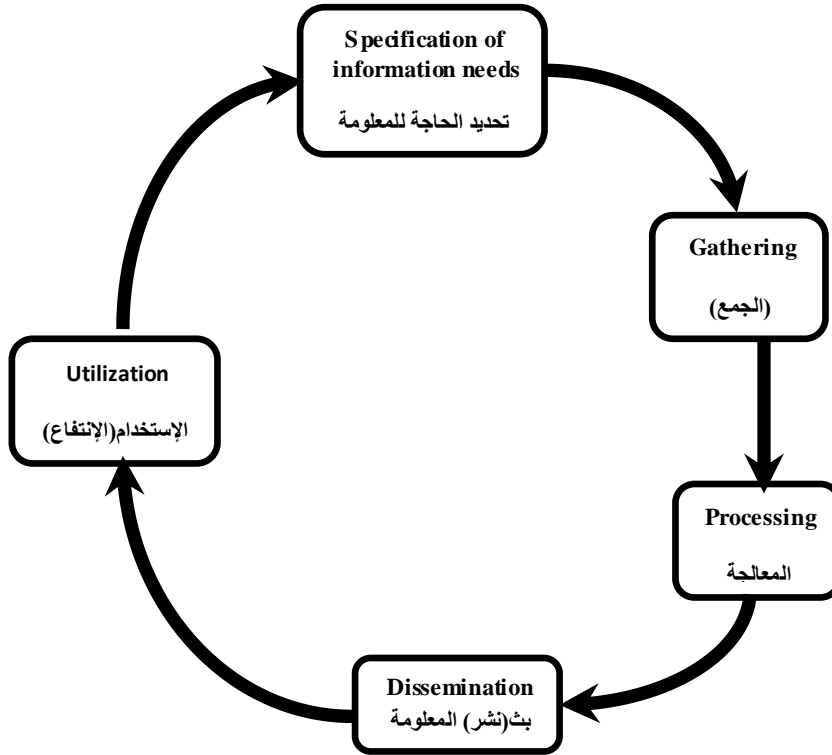 Specification of
information needs
تحديد الحاجة للمعلومة
Gathering
(الجمع)
Processing
المعالجة
Dissemination
بث(نشر) المعلومة
Utilization
الإستخدام(الإنتفاع)